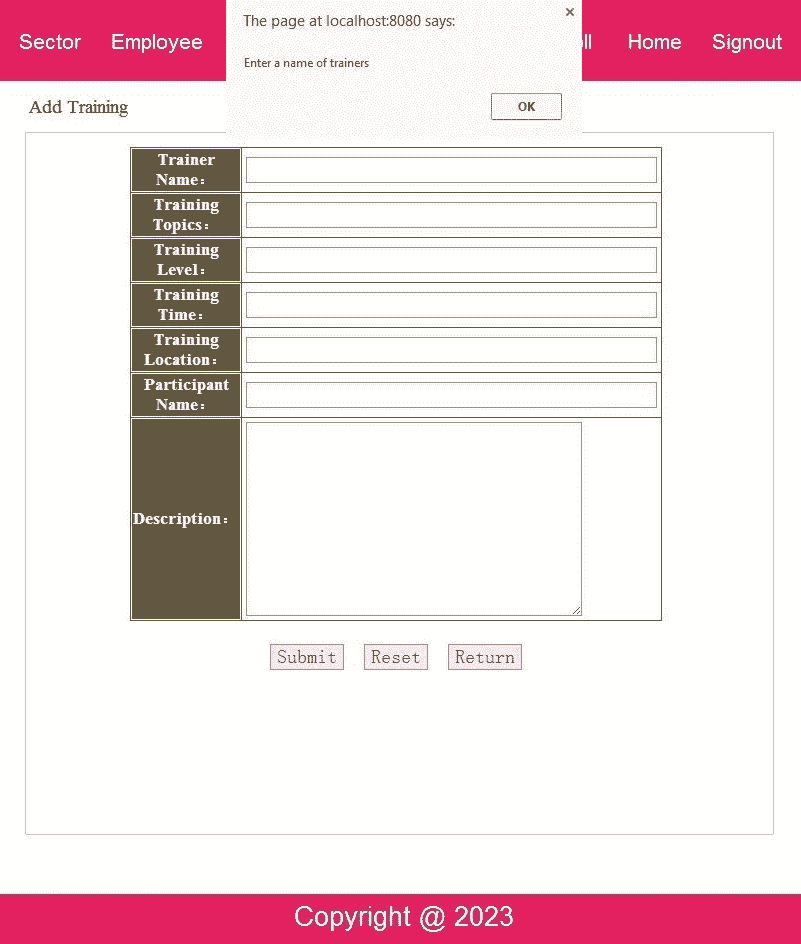 The page at localhost:8080 says:
×
Enter a name of trainers
OK
Sector Employee Home Signout
Add Training
Trainer
Name：
Training
Topics：
Training
Level：
Training
Time：
Training
Location：
Participant
Name：
Description：
Submit Reset Return
Copyright @ 2023